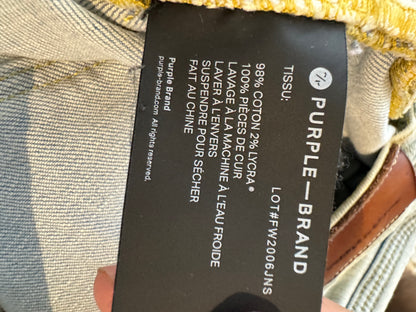 PURPLE—BRAND
LOT#FW2006JNS
TISSU:
98% COTON 2% LYCRA®
100% PIÈCES DE CUIR
LAVAGE À LA MACHINE À L'EAU FROIDE
LAVER À L'ENVERS
SUSPENDRE POUR SÉCHER
FAIT AU CHINE
Purple Brand
purple-brand.com All rights reserved.